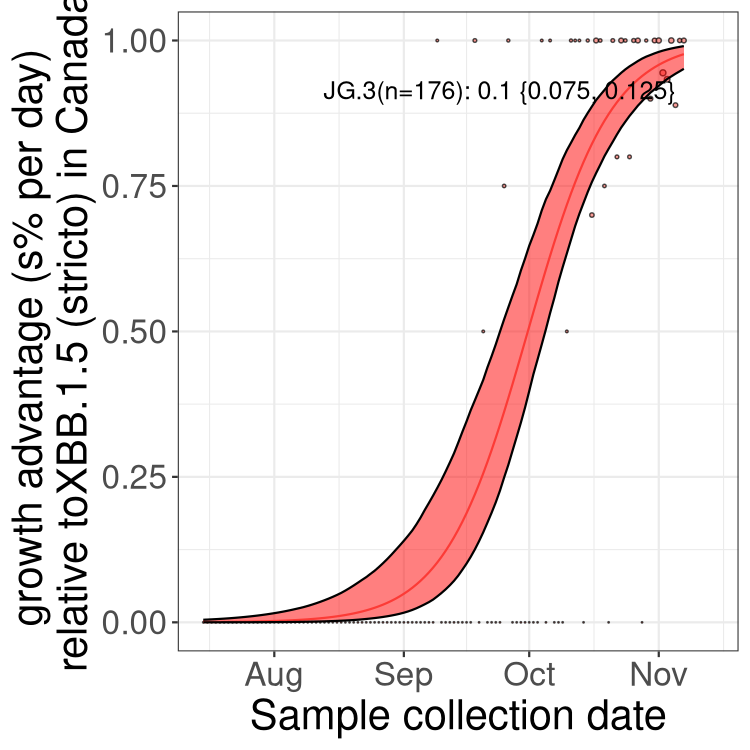 growth advantage (s% per day)
relative toXBB.1.5 (stricto) in Canada
1.00
JG.3(n=176): 0.1 {0.075, 0.125}
0.75
0.50
0.25
0.00
Aug Sep Oct Nov
Sample collection date